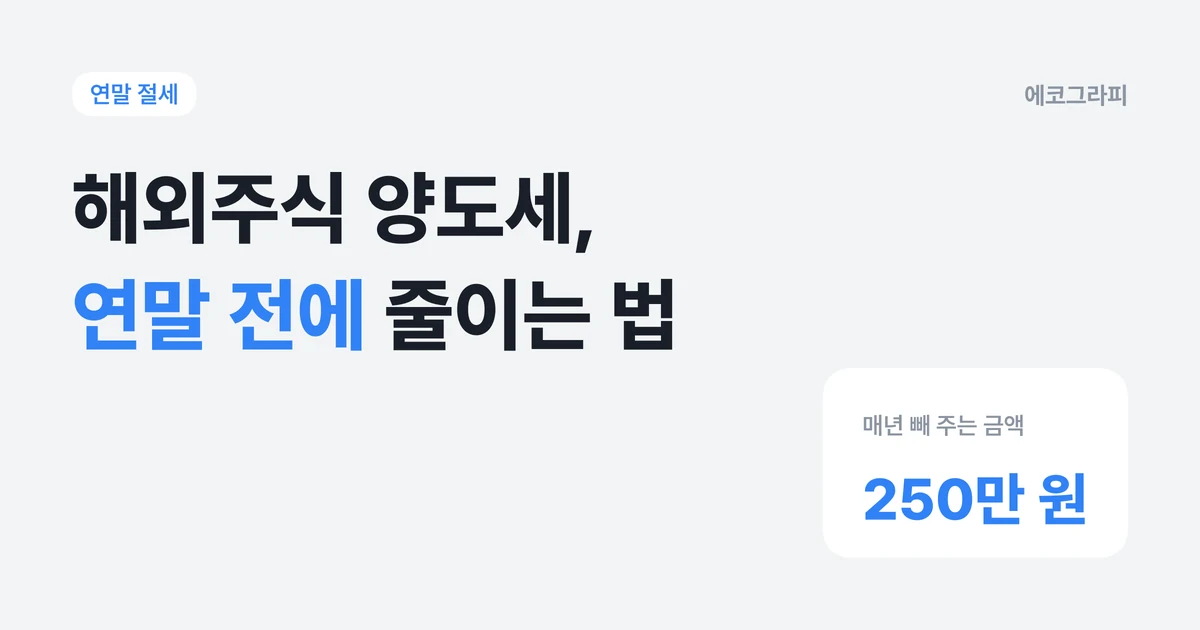 연말 절세
에코그라피
해외주식 양도세,
연말 전에 줄이는 법
매년 빼 주는 금액
250만 원